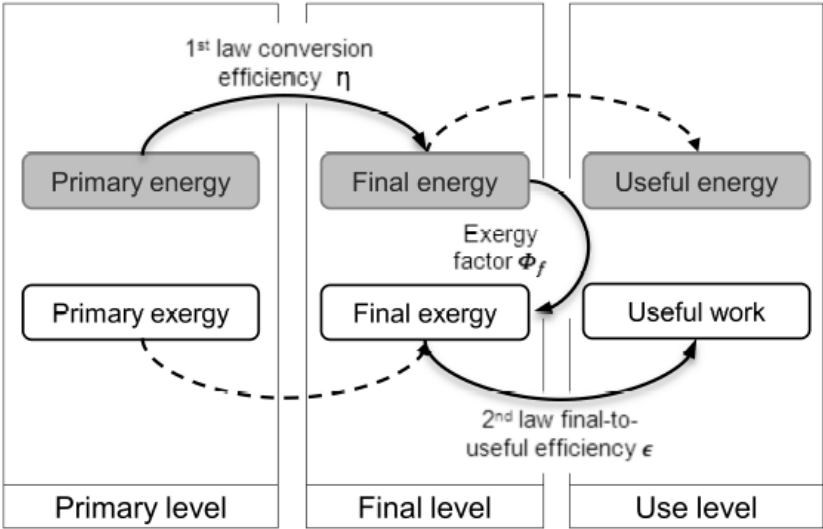 1ˢᵗ law conversion
efficiency η
Primary energy
Final energy
Useful energy
Exergy
factor Φ_f
Primary exergy
Final exergy
Useful work
2ⁿᵈ law final-to-
useful efficiency ϵ
Primary level
Final level
Use level